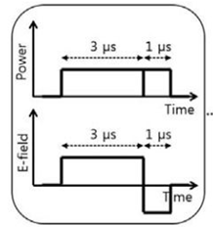 Power
3 µs 1 µs
Time
E-field
3 µs 1 µs
Time
..